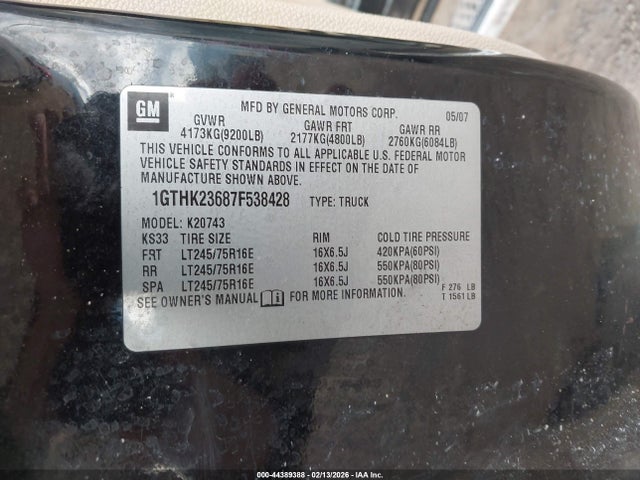 GM
MFD BY GENERAL MOTORS CORP. 05/07
GVWR GAWR FRT GAWR RR
4173KG(9200LB) 2177KG(4800LB) 2760KG(6084LB)
THIS VEHICLE CONFORMS TO ALL APPLICABLE U.S. FEDERAL MOTOR
VEHICLE SAFETY STANDARDS IN EFFECT ON THE DATE OF
MANUFACTURE SHOWN ABOVE.
1GTHK23687F538428 TYPE: TRUCK
MODEL: K20743
KS33 TIRE SIZE RIM COLD TIRE PRESSURE
FRT LT245/75R16E 16X6.5J 420KPA(60PSI)
RR LT245/75R16E 16X6.5J 550KPA(80PSI)
SPA LT245/75R16E 16X6.5J 550KPA(80PSI)
SEE OWNER'S MANUAL FOR MORE INFORMATION.
F 276 LB
T 1561 LB
000-44389388 - 02/13/2026 - IAA, Inc.